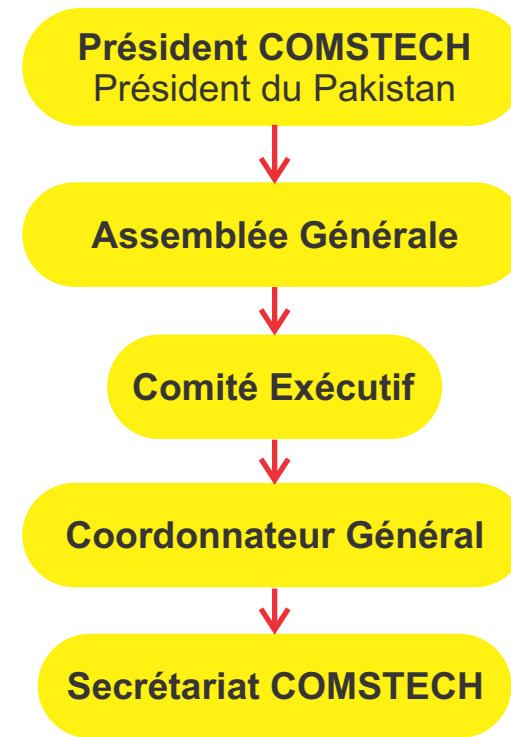 Président COMSTECH
Président du Pakistan
Assemblée Générale
Comité Exécutif
Coordonnateur Général
Secrétariat COMSTECH